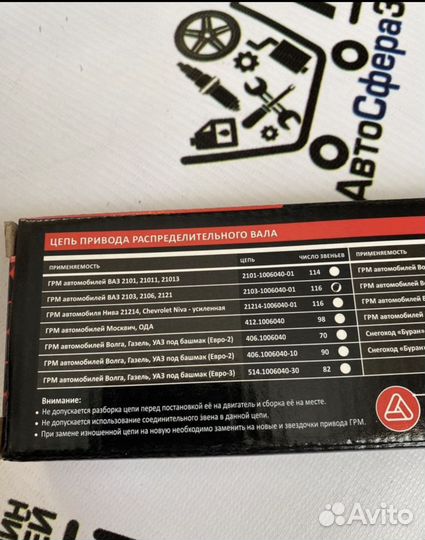 АвтоСфера
ЦЕПЬ ПРИВОДА РАСПРЕДЕЛИТЕЛЬНОГО ВАЛА
ПРИМЕНЯЕМОСТЬ ЦЕПЬ ЧИСЛО ЗВЕНЬЕВ ПРИМЕНЯЕМОСТЬ
ГРМ автомобилей ВАЗ 2101, 21011, 21013 2101-1006040-01 114 ГРМ автомобилей Вол
ГРМ автомобилей ВАЗ 2103, 2106, 2121 2103-1006040-01 116 ГРМ автомобилей Во
ГРМ автомобиля Нива 21214, Chevrolet Niva - усиленная 21214-1006040-01 116 ГРМ автомобилей Во
ГРМ автомобилей Москвич, ОДА 412.1006040 98 ГРМ автомобилей
ГРМ автомобилей Волга, Газель, УАЗ под башмак (Евро-2) 406.1006040 70 Снегоход «Буран»
ГРМ автомобилей Волга, Газель, УАЗ под башмак (Евро-2) 406.1006040-10 90 Снегоход «Буран
ГРМ автомобилей Волга, Газель, УАЗ под башмак (Евро-3) 514.1006040-30 82
Внимание:
• Не допускается разборка цепи перед постановкой её на двигатель и сборка её на месте.
• Не допускается использование соединительного звена в данной цепи.
• При замене изношенной цепи на новую необходимо заменить на новые и звездочки привода ГРМ.
Avito